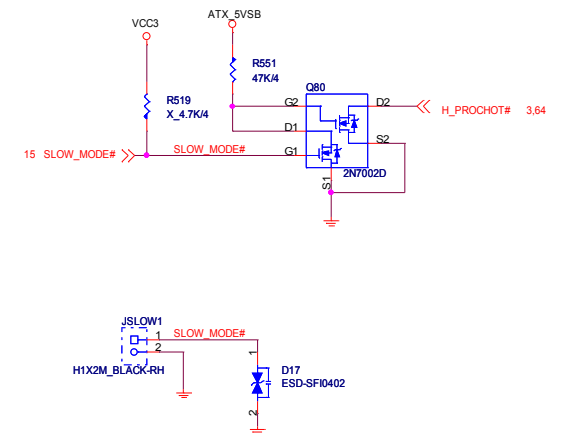 VCC3
ATX_5VSB
R551
47K/4
R519
X_4.7K/4
Q80
G2
D2
H_PROCHOT# 3,64
D1
S2
15 SLOW_MODE#
SLOW_MODE#
G1
2N7002D
S1
JSLOW1
SLOW_MODE#
1
2
H1X2M_BLACK-RH
1
D17
ESD-SFI0402
2